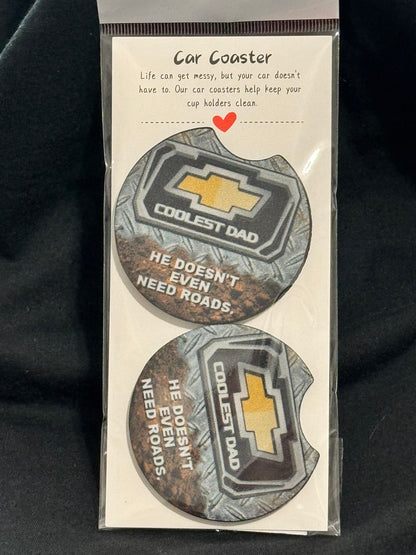 Car Coaster
Life can get messy, but your car doesn't
have to. Our car coasters help keep your
cup holders clean.
COOLEST DAD
HE DOESN'T
EVEN
NEED ROADS.
COOLEST DAD
HE DOESN'T
EVEN
NEED ROADS.